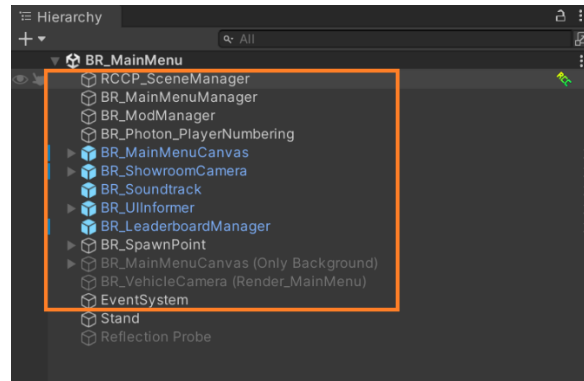 Hierarchy
All
BR_MainMenu
RCCP_SceneManager
RCC
BR_MainMenuManager
BR_ModManager
BR_Photon_PlayerNumbering
BR_MainMenuCanvas
BR_ShowroomCamera
BR_Soundtrack
BR_UIInformer
BR_LeaderboardManager
BR_SpawnPoint
BR_MainMenuCanvas (Only Background)
BR_VehicleCamera (Render_MainMenu)
EventSystem
Stand
Reflection Probe